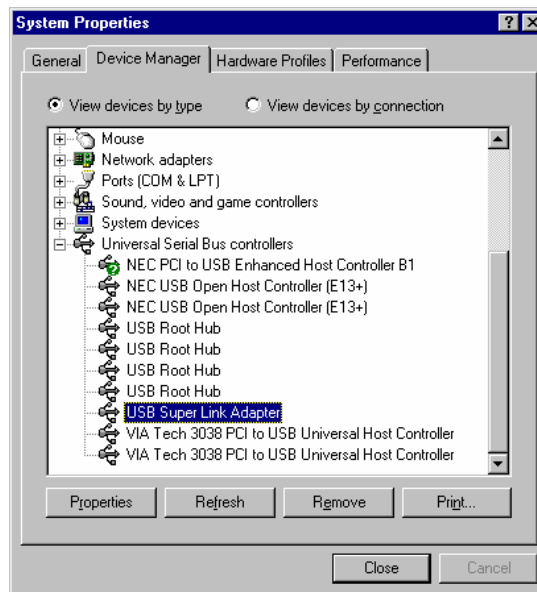 System Properties
General Device Manager Hardware Profiles Performance
View devices by type View devices by connection
Mouse
Network adapters
Ports (COM & LPT)
Sound, video and game controllers
System devices
Universal Serial Bus controllers
NEC PCI to USB Enhanced Host Controller B1
NEC USB Open Host Controller (E13+)
NEC USB Open Host Controller (E13+)
USB Root Hub
USB Root Hub
USB Root Hub
USB Root Hub
USB Super Link Adapter
VIA Tech 3038 PCI to USB Universal Host Controller
VIA Tech 3038 PCI to USB Universal Host Controller
Properties Refresh Remove Print...
Close Cancel